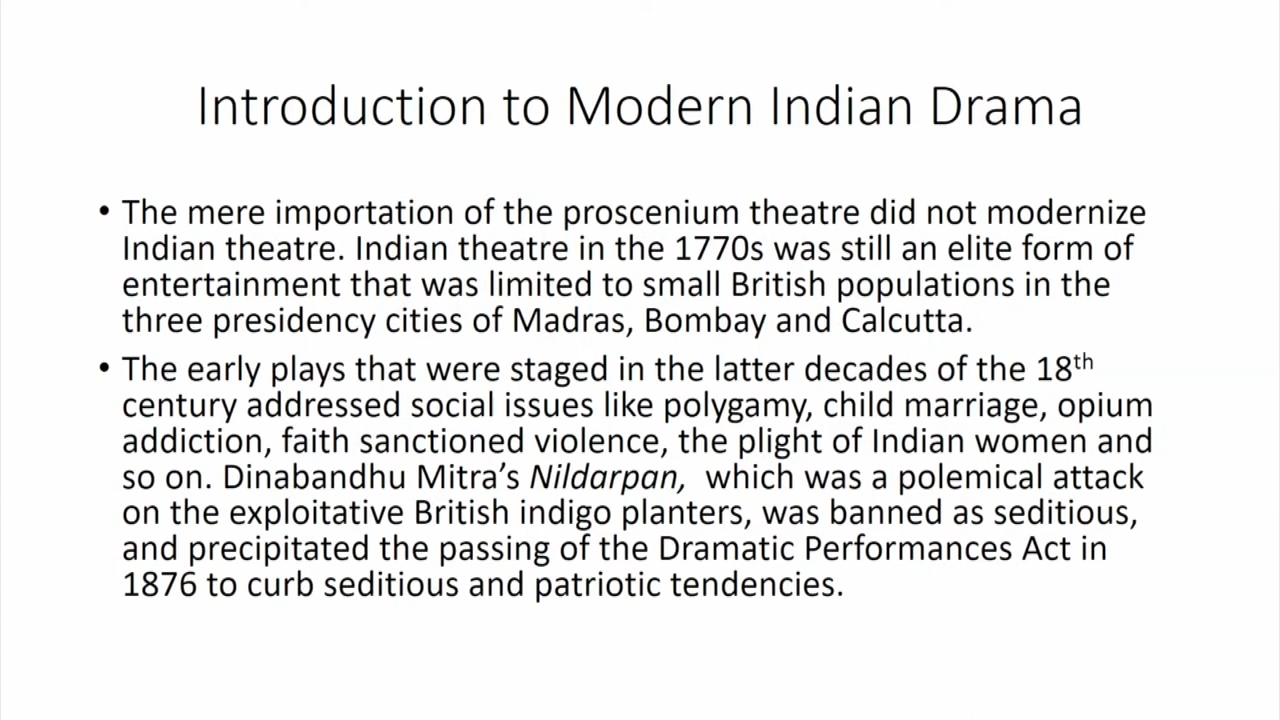 Introduction to Modern Indian Drama
• The mere importation of the proscenium theatre did not modernize
Indian theatre. Indian theatre in the 1770s was still an elite form of
entertainment that was limited to small British populations in the
three presidency cities of Madras, Bombay and Calcutta.
• The early plays that were staged in the latter decades of the 18th
century addressed social issues like polygamy, child marriage, opium
addiction, faith sanctioned violence, the plight of Indian women and
so on. Dinabandhu Mitra’s Nildarpan, which was a polemical attack
on the exploitative British indigo planters, was banned as seditious,
and precipitated the passing of the Dramatic Performances Act in
1876 to curb seditious and patriotic tendencies.